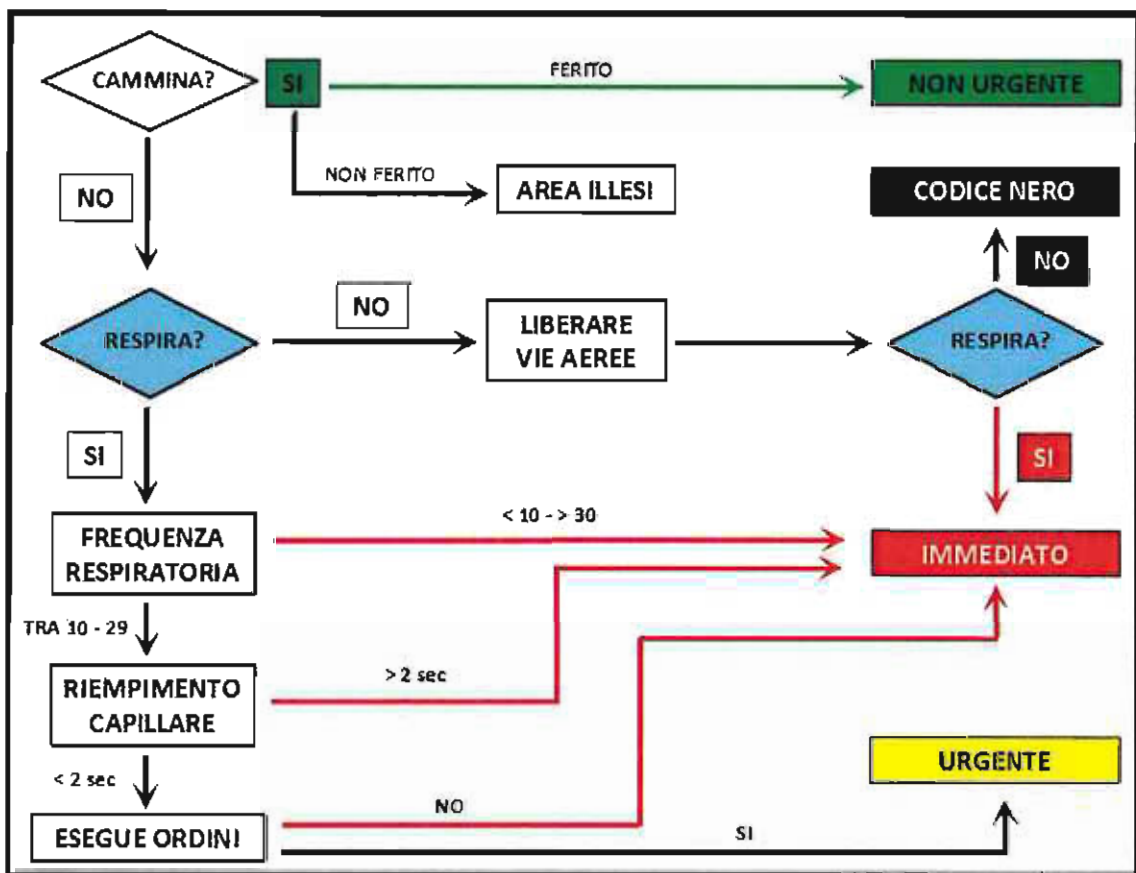 CAMMINA?
SI
FERITO
NON URGENTE
NON FERITO
AREA ILLESI
NO
CODICE NERO
NO
RESPIRA?
NO
LIBERARE
VIE AEREE
RESPIRA?
SI
SI
FREQUENZA
RESPIRATORIA
< 10 - > 30
IMMEDIATO
TRA 10 - 29
RIEMPIMENTO
CAPILLARE
> 2 sec
< 2 sec
URGENTE
ESEGUE ORDINI
NO
SI